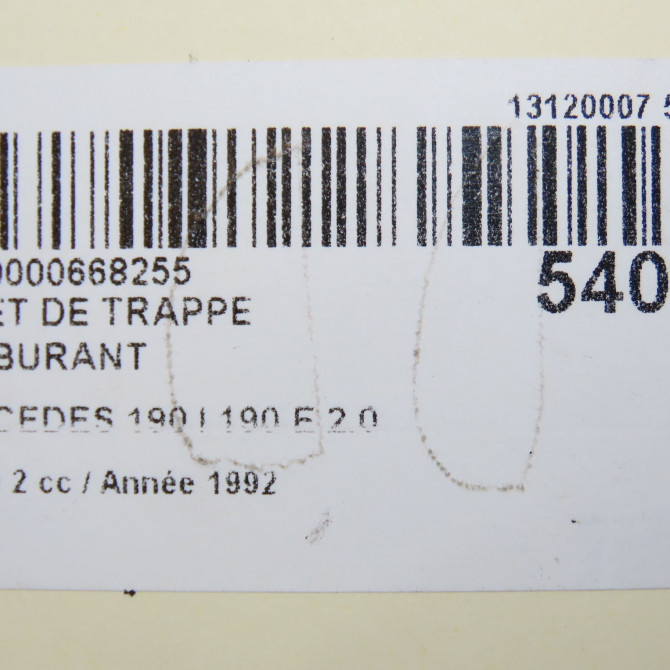 13120007 5
0000668255
540
ET DE TRAPPE
BURANT
CEDES 190 I 190 E 2.0
2 cc / Année 1992